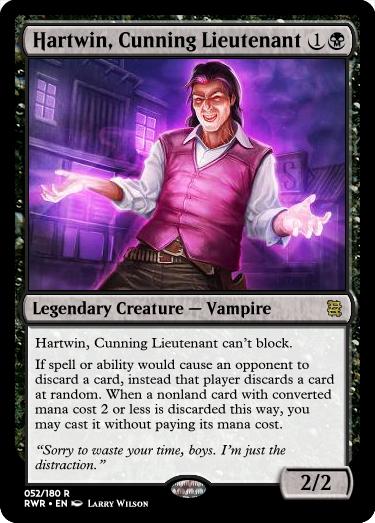 Hartwin, Cunning Lieutenant 1
Legendary Creature — Vampire
Hartwin, Cunning Lieutenant can't block.
If spell or ability would cause an opponent to
discard a card, instead that player discards a card
at random. When a nonland card with converted
mana cost 2 or less is discarded this way, you
may cast it without paying its mana cost.
"Sorry to waste your time, boys. I'm just the
distraction."
2/2
052/180 R
RWR • EN Larry Wilson